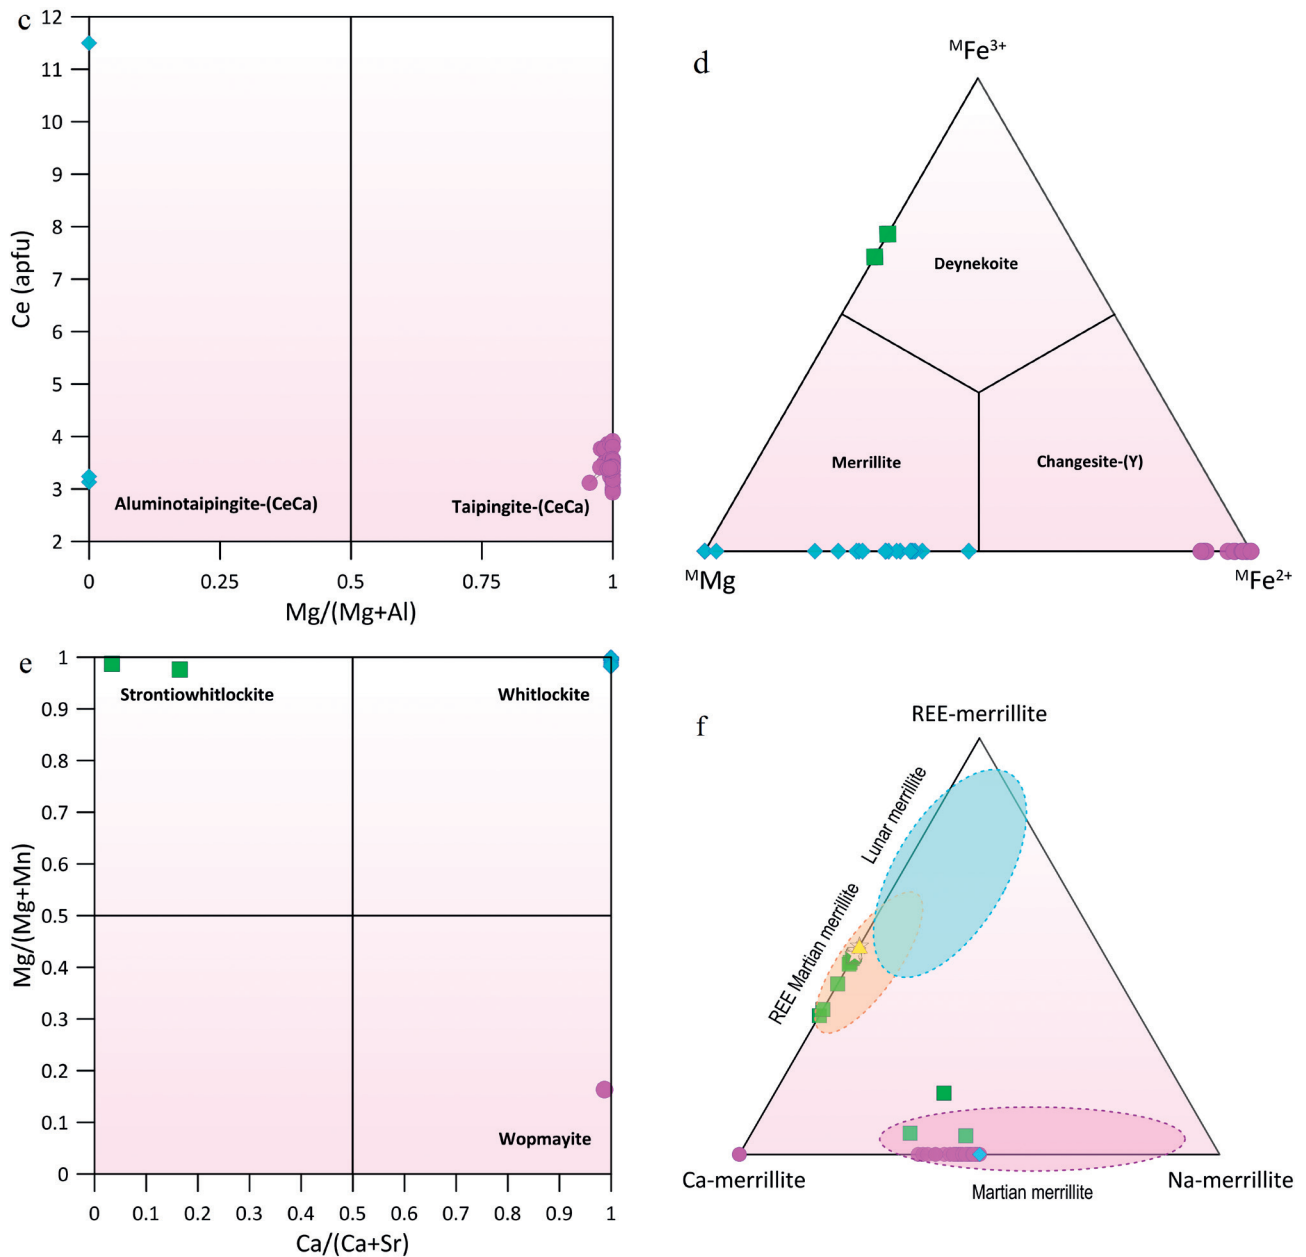 c
12
11
10
9
8
7
6
5
4
3
2
Ce (apfu)
Aluminotaipingite-(CeCa)
Taipingite-(CeCa)
0
0.25
0.5
0.75
1
Mg/(Mg+Al)
d
ᴹFe³⁺
Deynekoite
Merrillite
Changesite-(Y)
ᴹMg
ᴹFe²⁺
e
1
0.9
0.8
0.7
0.6
0.5
0.4
0.3
0.2
0.1
0
Mg/(Mg+Mn)
Strontiowhitlockite
Whitlockite
Wopmayite
0
0.1
0.2
0.3
0.4
0.5
0.6
0.7
0.8
0.9
1
Ca/(Ca+Sr)
f
REE-merrillite
Lunar merrillite
REE Martian merrillite
Ca-merrillite
Na-merrillite
Martian merrillite